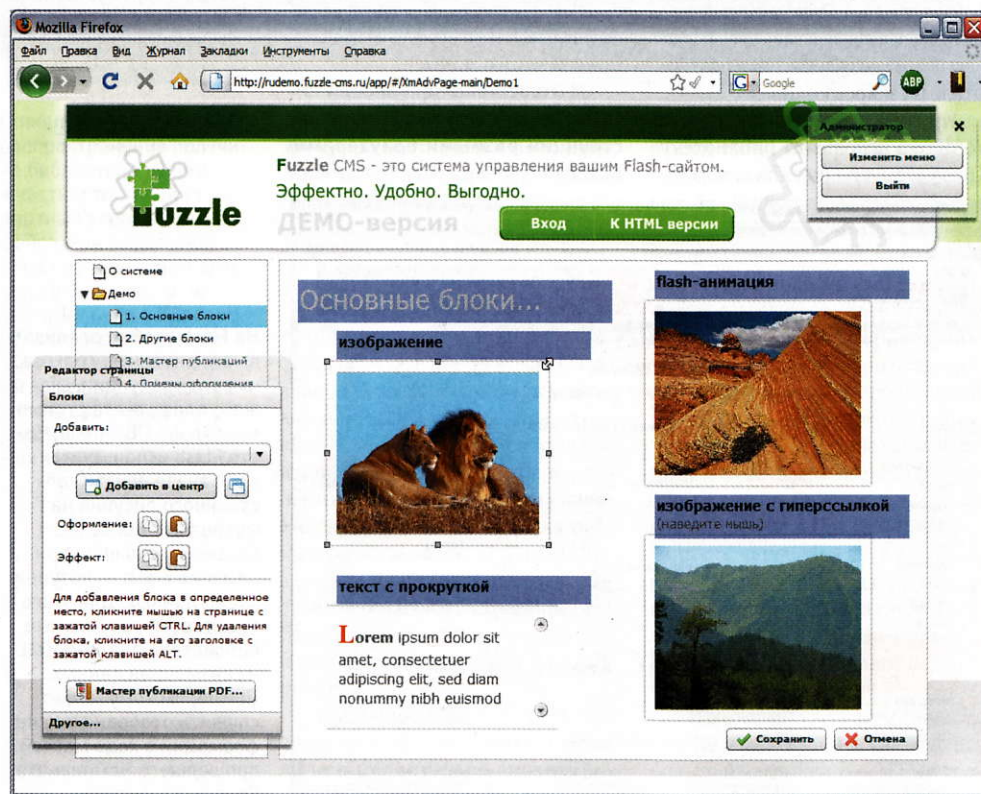 Mozilla Firefox
Файл Правка Вид Журнал Закладки Инструменты Справка
http://rudemo.fuzzle-cms.ru/app/#/XmAdvPage-main/Demo1
G Google
ABP
Администратор
Изменить меню
Выйти
Fuzzle
Fuzzle CMS - это система управления вашим Flash-сайтом.
Эффектно. Удобно. Выгодно.
ДЕМО-версия
Вход К HTML версии
О системе
Демо
1. Основные блоки
2. Другие блоки
3. Мастер публикаций
4. Приемы оформления
Редактор страницы
Блоки
Добавить:
Добавить в центр
Оформление:
Эффект:
Для добавления блока в определенное
место, кликните мышью на странице с
зажатой клавишей CTRL. Для удаления
блока, кликните на его заголовке с
зажатой клавишей ALT.
Мастер публикации PDF...
Другое...
Основные блоки...
изображение
текст с прокруткой
Lorem ipsum dolor sit
amet, consectetuer
adipiscing elit, sed diam
nonummy nibh euismod
flash-анимация
изображение с гиперссылкой
(наведите мышь)
Сохранить
Отмена